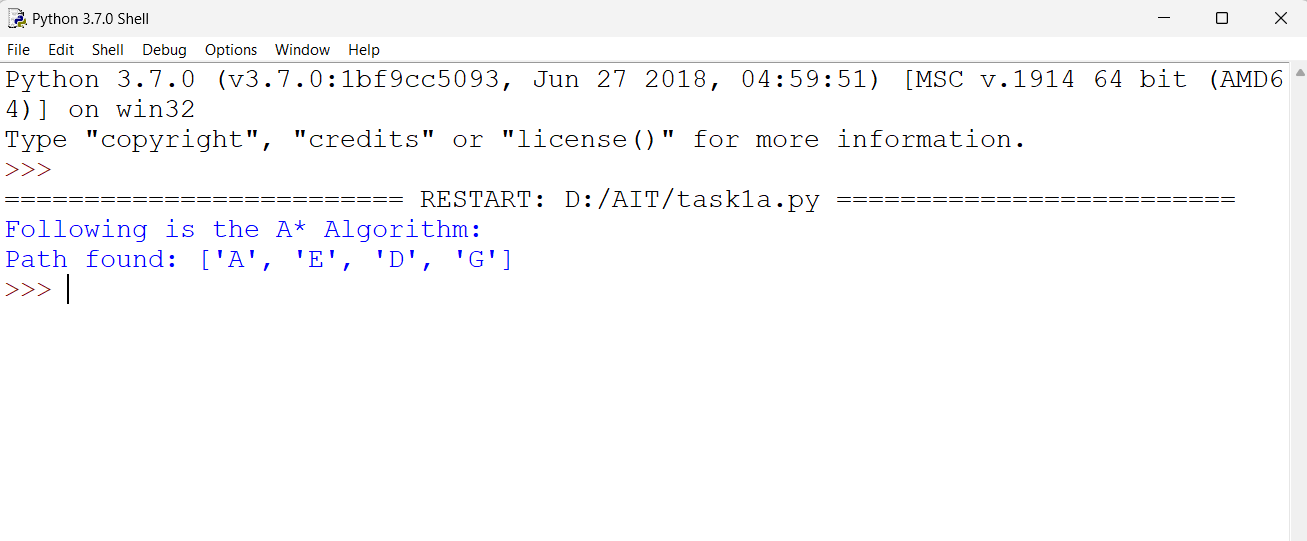 Python 3.7.0 Shell
File Edit Shell Debug Options Window Help
Python 3.7.0 (v3.7.0:1bf9cc5093, Jun 27 2018, 04:59:51) [MSC v.1914 64 bit (AMD6
4)] on win32
Type "copyright", "credits" or "license()" for more information.
>>>
========================= RESTART: D:/AIT/task1a.py =========================
Following is the A* Algorithm:
Path found: ['A', 'E', 'D', 'G']
>>>